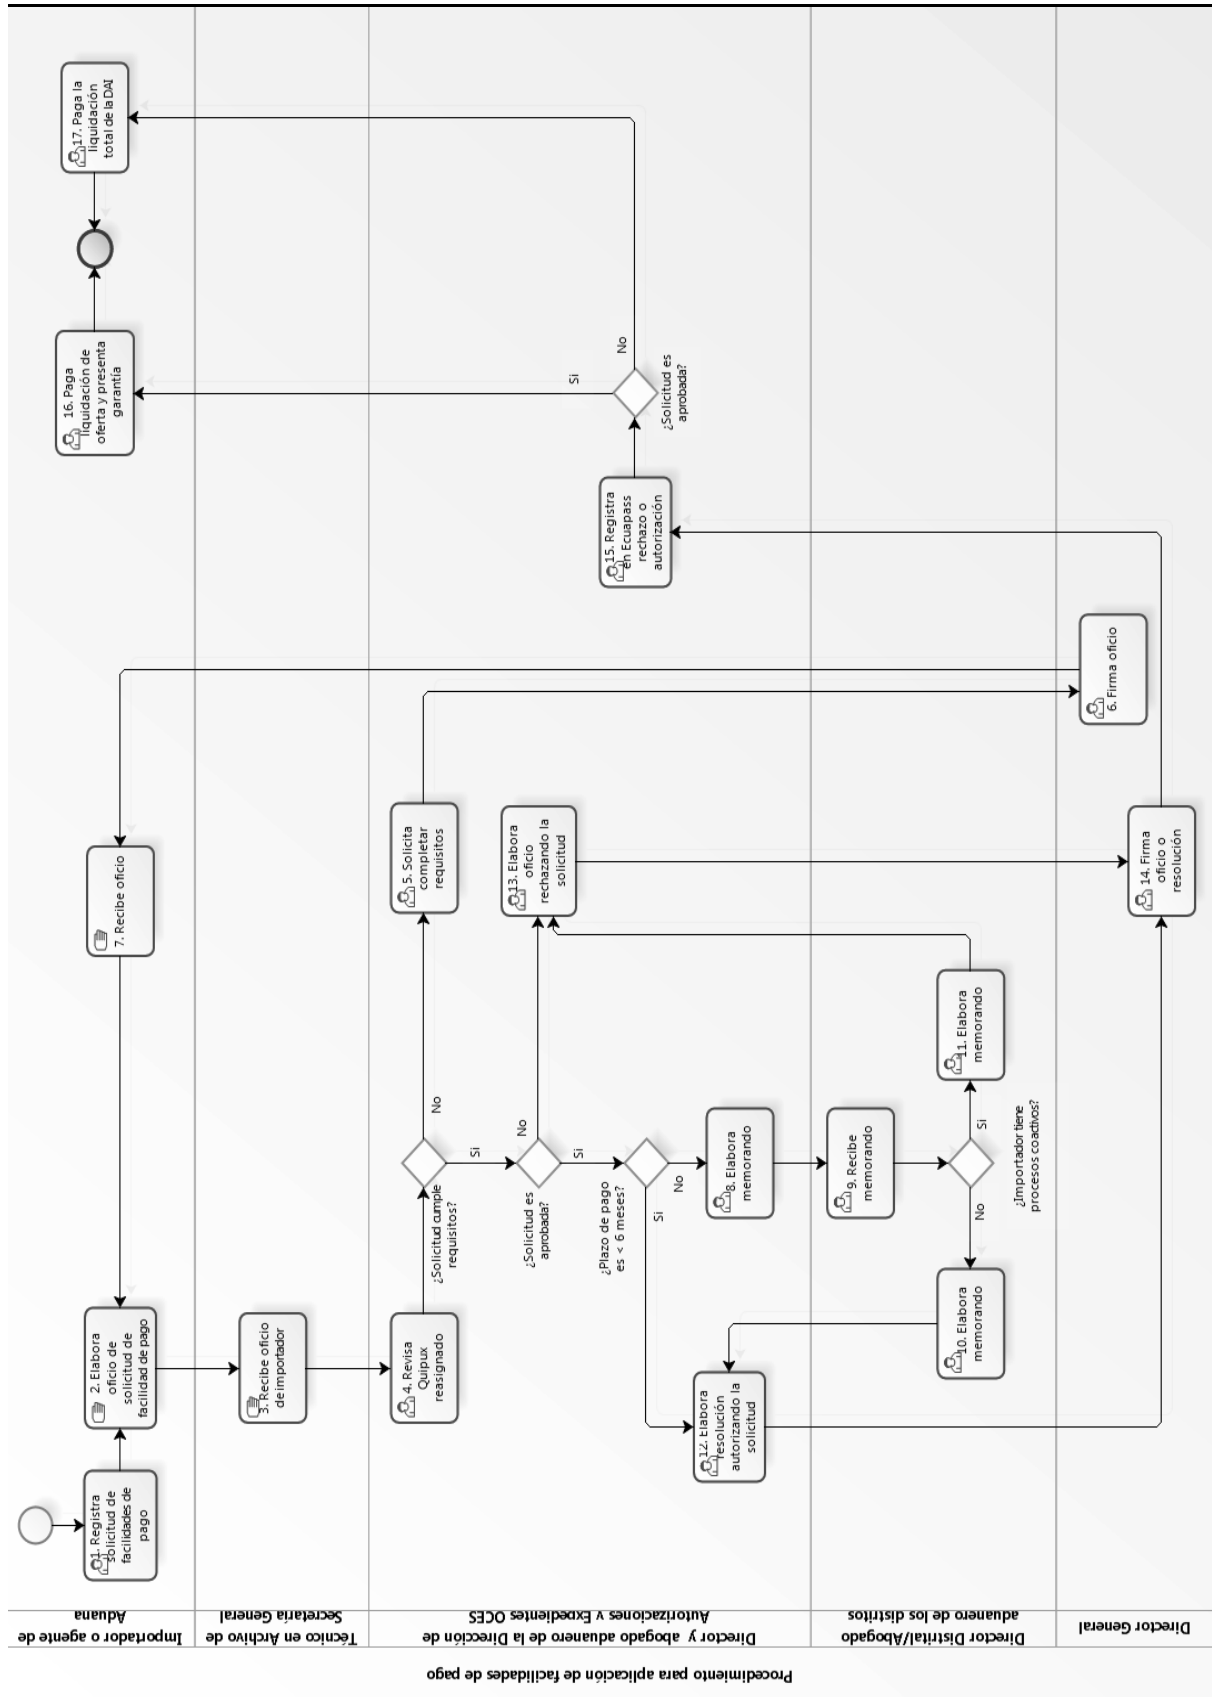 Procedimiento para aplicación de facilidades de pago
Importador o agente de
Aduana
Técnico en Archivo de
Secretaría General
Director y abogado aduanero de la Dirección de
Autorizaciones y Expedientes OCES
Director Distrital/Abogado
aduanero de los distritos
Director General
1. Registra
solicitud de
facilidades de
pago
2. Elabora
oficio de
solicitud de
facilidad de pago
7. Recibe oficio
16. Paga
liquidación de
oferta y presenta
garantía
17. Paga la
liquidación
total de la DAI
3. Recibe oficio
de importador
4. Revisa
Quipux
reasignado
¿Solicitud cumple
requisitos?
No
Si
5. Solicita
completar
requisitos
¿Solicitud es
aprobada?
No
Si
13. Elabora
oficio
rechazando la
solicitud
¿Plazo de pago
es < 6 meses?
Si
No
12. Elabora
resolución
autorizando la
solicitud
8. Elabora
memorando
15. Registra
en Ecuapass
rechazo o
autorización
¿Solicitud es
aprobada?
Si
No
9. Recibe
memorando
¿Importador tiene
procesos coactivos?
No
Si
10. Elabora
memorando
11. Elabora
memorando
6. Firma oficio
14. Firma
oficio o
resolución